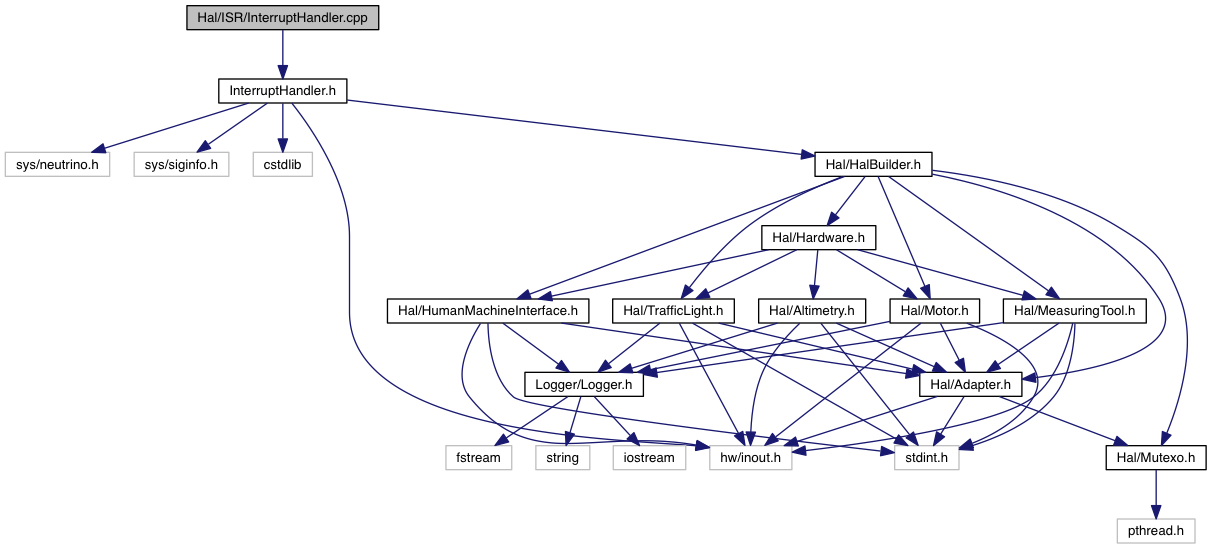 Hal/ISR/InterruptHandler.cpp
InterruptHandler.h
sys/neutrino.h
sys/siginfo.h
cstdlib
Hal/HalBuilder.h
Hal/Hardware.h
Hal/HumanMachineInterface.h
Hal/TrafficLight.h
Hal/Altimetry.h
Hal/Motor.h
Hal/MeasuringTool.h
Logger/Logger.h
Hal/Adapter.h
fstream
string
iostream
hw/inout.h
stdint.h
Hal/Mutexo.h
pthread.h